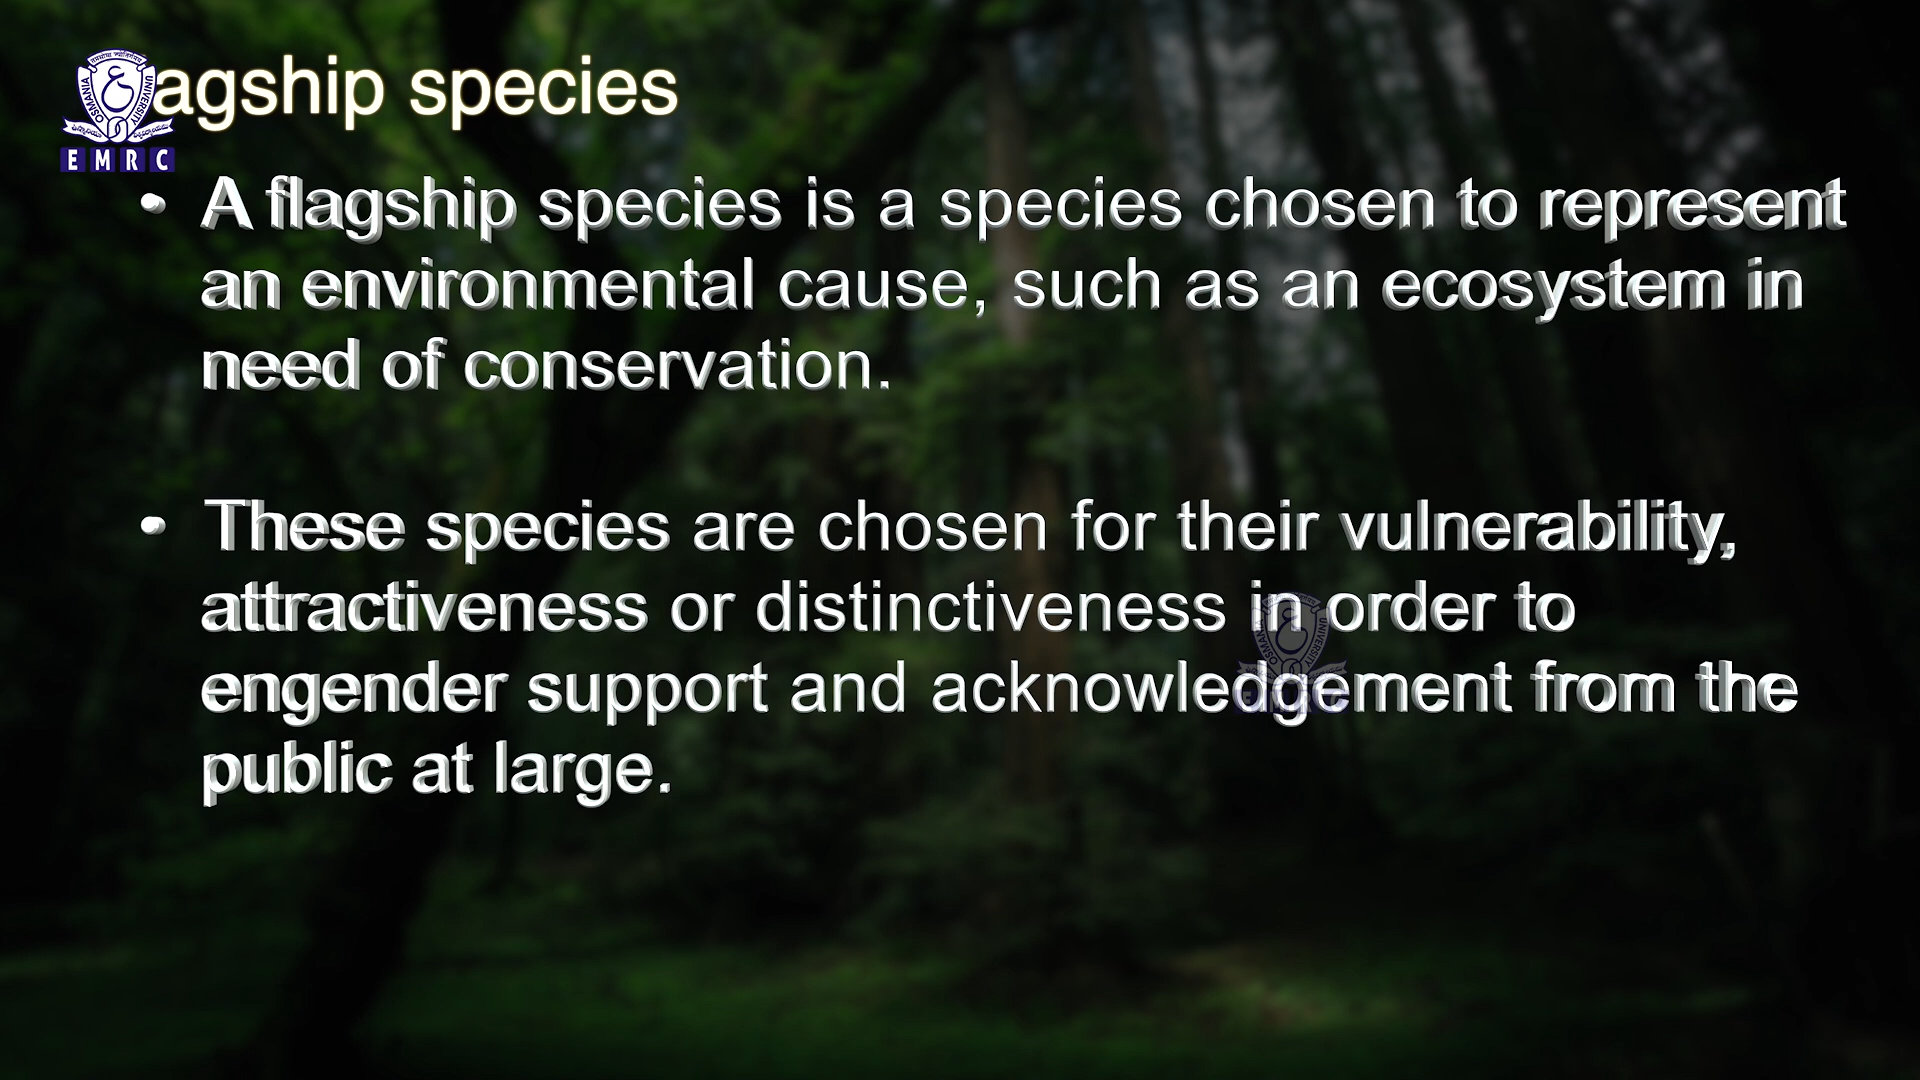 agship species
OSMANIA UNIVERSITY
EMRC
• A flagship species is a species chosen to represent
an environmental cause, such as an ecosystem in
need of conservation.
• These species are chosen for their vulnerability,
attractiveness or distinctiveness in order to
engender support and acknowledgement from the
public at large.